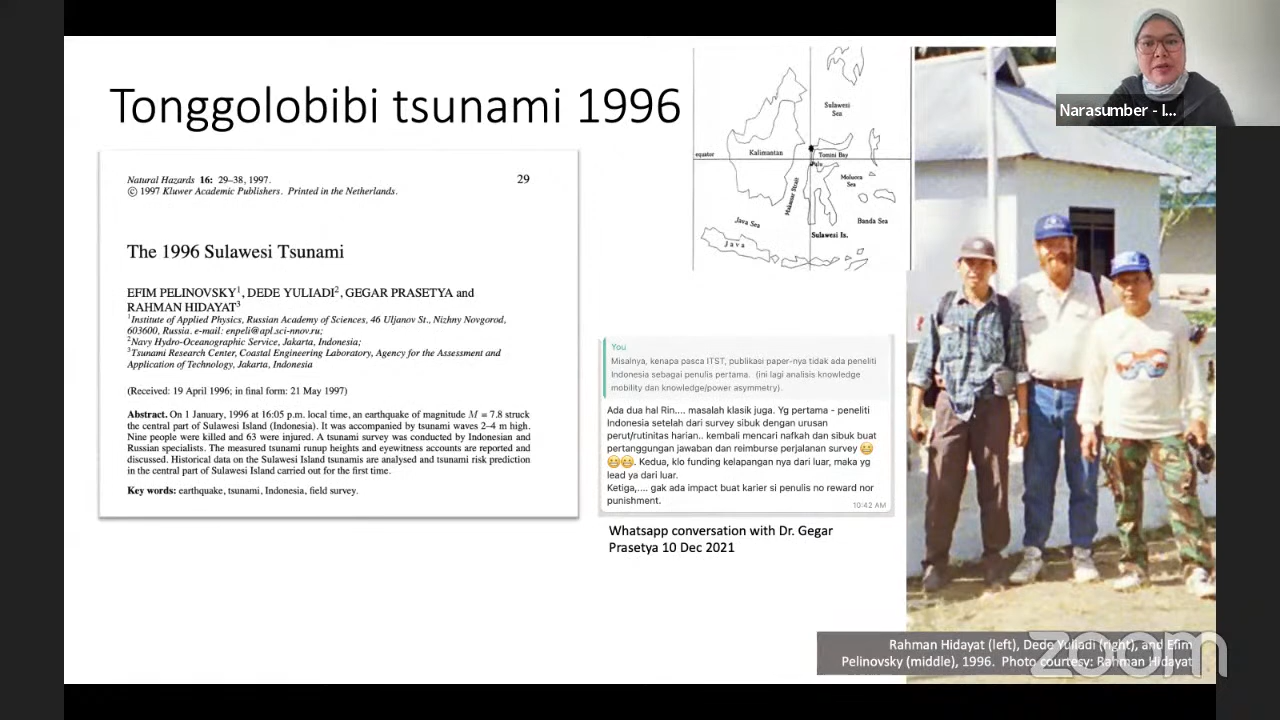 Tonggolobibi tsunami 1996
Natural Hazards 16: 29–38, 1997.
29
© 1997 Kluwer Academic Publishers. Printed in the Netherlands.
The 1996 Sulawesi Tsunami
EFIM PELINOVSKY1, DEDE YULIADI2, GEGAR PRASETYA and
RAHMAN HIDAYAT3
1Institute of Applied Physics, Russian Academy of Sciences, 46 Uljanov St., Nizhny Novgorod,
603600, Russia. e-mail: enpeli@apl.sci-nnov.ru;
2Navy Hydro-Oceanographic Service, Jakarta, Indonesia;
3Tsunami Research Center, Coastal Engineering Laboratory, Agency for the Assessment and
Application of Technology, Jakarta, Indonesia
(Received: 19 April 1996; in final form: 21 May 1997)
Abstract. On 1 January, 1996 at 16:05 p.m. local time, an earthquake of magnitude M = 7.8 struck
the central part of Sulawesi Island (Indonesia). It was accompanied by tsunami waves 2–4 m high.
Nine people were killed and 63 were injured. A tsunami survey was conducted by Indonesian and
Russian specialists. The measured tsunami runup heights and eyewitness accounts are reported and
discussed. Historical data on the Sulawesi Island tsunamis are analysed and tsunami risk prediction
in the central part of Sulawesi Island carried out for the first time.
Key words: earthquake, tsunami, Indonesia, field survey.
Sulawesi
Sea
equator
Kalimantan
Tomini Bay
Palu
Molucca
Sea
Makassar Strait
Java Sea
Banda Sea
Java
Sulawesi Is.
You
Misalnya, kenapa pasca ITST, publikasi paper-nya tidak ada peneliti
Indonesia sebagai penulis pertama. (ini lagi analisis knowledge
mobility dan knowledge/power asymmetry).
Ada dua hal Rin.... masalah klasik juga. Yg pertama - peneliti
Indonesia setelah dari survey sibuk dengan urusan
perut/rutinitas harian.. kembali mencari nafkah dan sibuk buat
pertanggungan jawaban dan reimburse perjalanan survey 😄
😄😄. Kedua, klo funding kelapangan nya dari luar, maka yg
lead ya dari luar.
Ketiga,.... gak ada impact buat karier si penulis no reward nor
punishment.
10:42 AM
Whatsapp conversation with Dr. Gegar
Prasetya 10 Dec 2021
Narasumber - I...
Rahman Hidayat (left), Dede Yuliadi (right), and Efim
Pelinovsky (middle), 1996. Photo courtesy: Rahman Hidayat
zoom